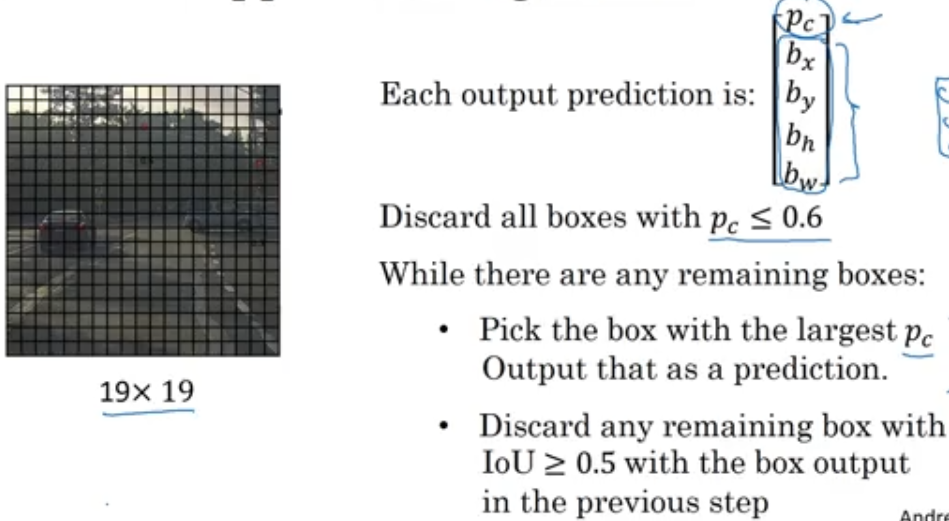 Each output prediction is:
p_c
b_x
b_y
b_h
b_w
Discard all boxes with p_c ≤ 0.6
While there are any remaining boxes:
• Pick the box with the largest p_c
Output that as a prediction.
• Discard any remaining box with
IoU ≥ 0.5 with the box output
in the previous step
19× 19